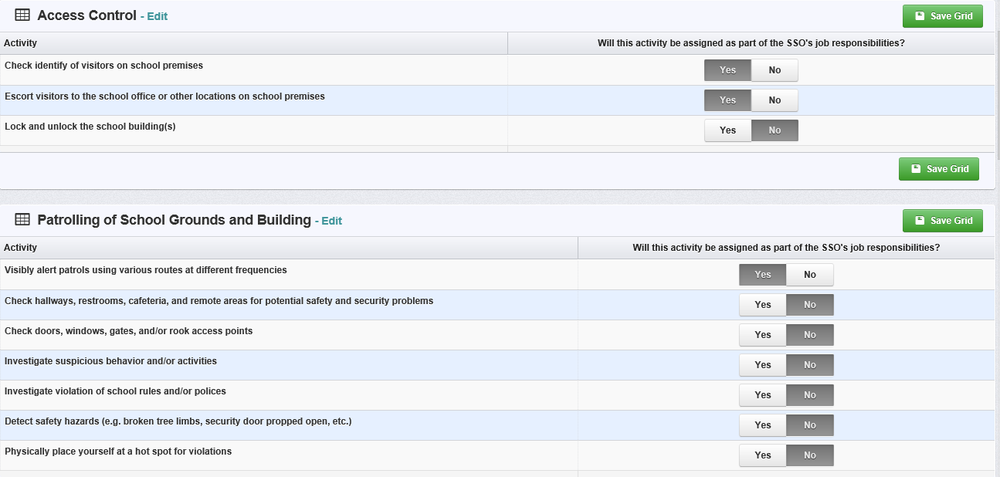 Access Control - Edit Save Grid
Activity Will this activity be assigned as part of the SSO's job responsibilities?
Check identify of visitors on school premises Yes No
Escort visitors to the school office or other locations on school premises Yes No
Lock and unlock the school building(s) Yes No
Save Grid
Patrolling of School Grounds and Building - Edit Save Grid
Activity Will this activity be assigned as part of the SSO's job responsibilities?
Visibly alert patrols using various routes at different frequencies Yes No
Check hallways, restrooms, cafeteria, and remote areas for potential safety and security problems Yes No
Check doors, windows, gates, and/or rook access points Yes No
Investigate suspicious behavior and/or activities Yes No
Investigate violation of school rules and/or polices Yes No
Detect safety hazards (e.g. broken tree limbs, security door propped open, etc.) Yes No
Physically place yourself at a hot spot for violations Yes No